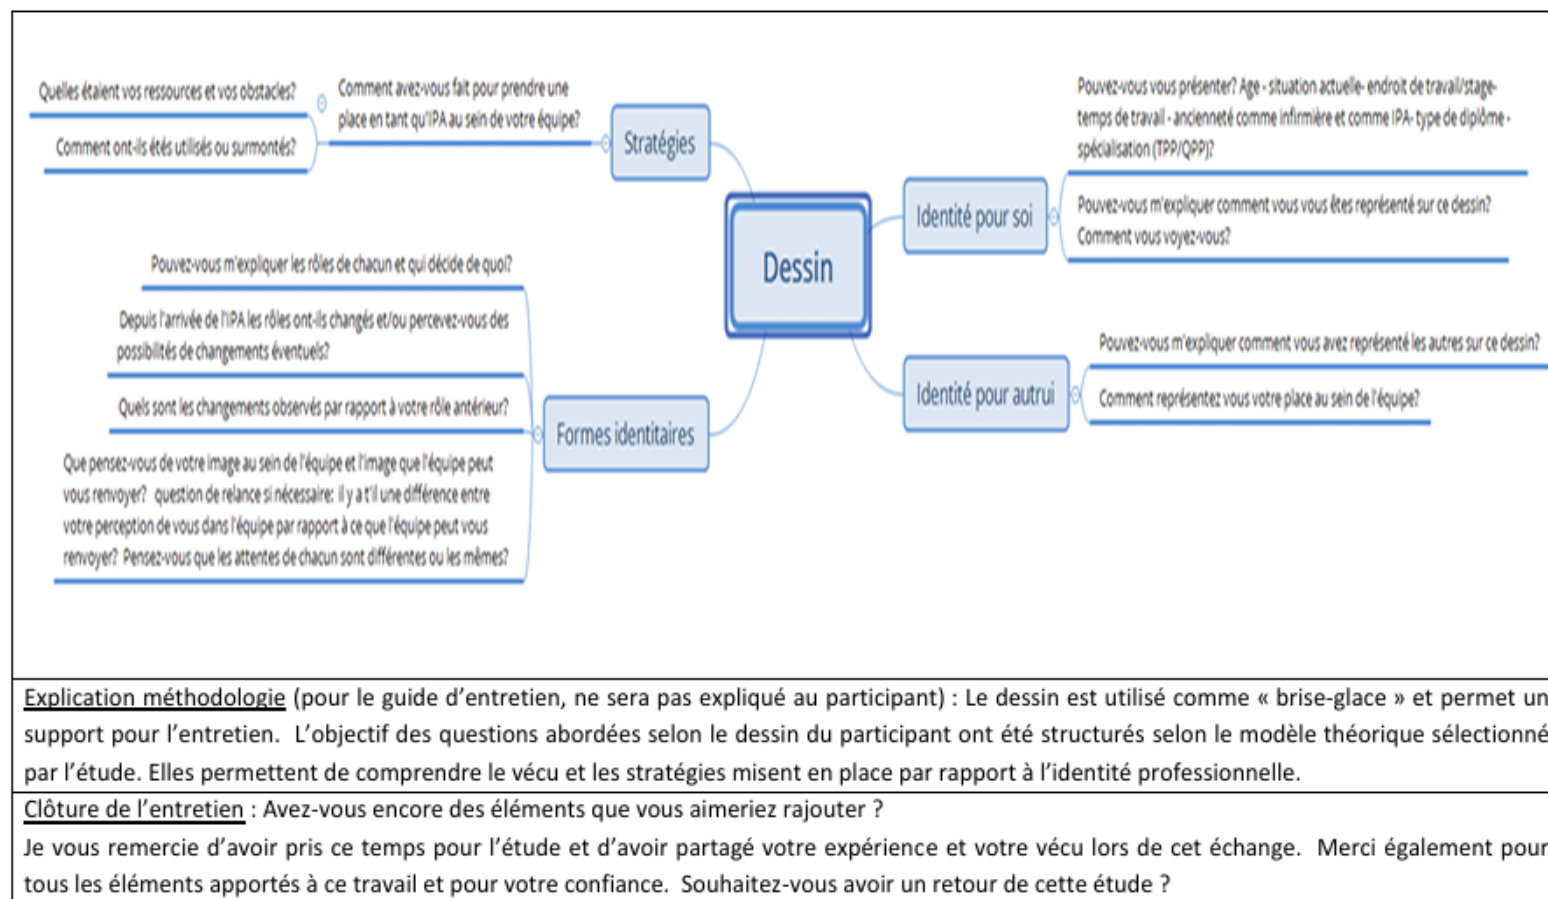 Quelles étaient vos ressources et vos obstacles?
Comment ont-ils étés utilisés ou surmontés?
Comment avez-vous fait pour prendre une
place en tant qu'IPA au sein de votre équipe?
Stratégies
Pouvez-vous m'expliquer les rôles de chacun et qui décide de quoi?
Depuis l'arrivée de l'IPA les rôles ont-ils changés et/ou percevez-vous des
possibilités de changements éventuels?
Quels sont les changements observés par rapport à votre rôle antérieur?
Que pensez-vous de votre image au sein de l'équipe et l'image que l'équipe peut
vous renvoyer? question de relance si nécessaire: il y a t'il une différence entre
votre perception de vous dans l'équipe par rapport à ce que l'équipe peut vous
renvoyer? Pensez-vous que les attentes de chacun sont différentes ou les mêmes?
Formes identitaires
Dessin
Identité pour soi
Pouvez-vous vous présenter? Age - situation actuelle- endroit de travail/stage-
temps de travail - ancienneté comme infirmière et comme IPA- type de diplôme -
spécialisation (TPP/QPP)?
Pouvez-vous m'expliquer comment vous vous êtes représenté sur ce dessin?
Comment vous voyez-vous?
Identité pour autrui
Pouvez-vous m'expliquer comment vous avez représenté les autres sur ce dessin?
Comment représentez vous votre place au sein de l'équipe?
Explication méthodologie (pour le guide d'entretien, ne sera pas expliqué au participant) : Le dessin est utilisé comme « brise-glace » et permet un
support pour l'entretien. L'objectif des questions abordées selon le dessin du participant ont été structurés selon le modèle théorique sélectionné
par l'étude. Elles permettent de comprendre le vécu et les stratégies misent en place par rapport à l'identité professionnelle.
Clôture de l'entretien : Avez-vous encore des éléments que vous aimeriez rajouter ?
Je vous remercie d'avoir pris ce temps pour l'étude et d'avoir partagé votre expérience et votre vécu lors de cet échange. Merci également pour
tous les éléments apportés à ce travail et pour votre confiance. Souhaitez-vous avoir un retour de cette étude ?